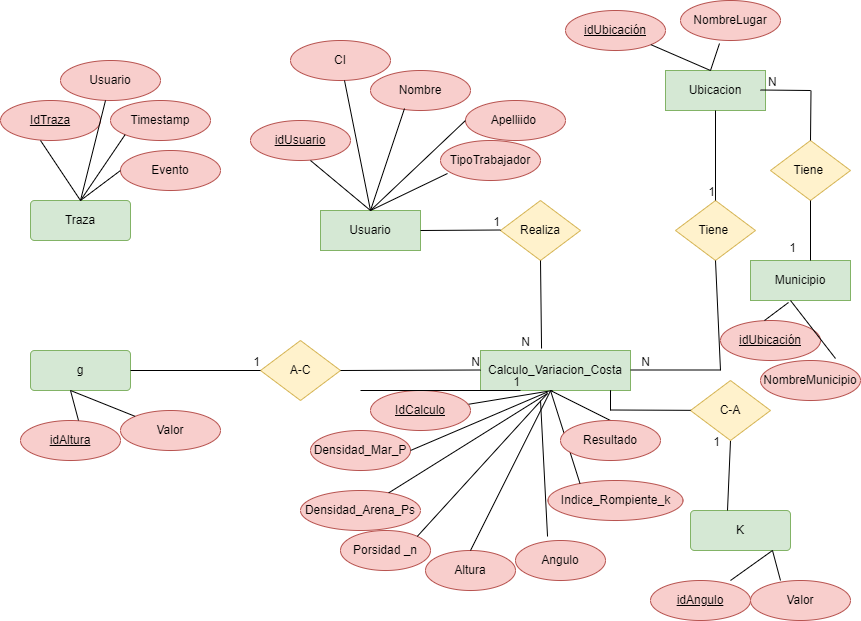 idUbicación
NombreLugar
CI
Usuario
Nombre
Ubicacion
N
IdTraza
Timestamp
Apelliido
idUsuario
TipoTrabajador
Evento
Tiene
1
Traza
Usuario
1
Realiza
Tiene
1
Municipio
idUbicación
N
g
1
A-C
N
Calculo_Variacion_Costa
N
1
NombreMunicipio
IdCalculo
C-A
idAltura
Valor
Densidad_Mar_P
Resultado
1
Densidad_Arena_Ps
Indice_Rompiente_k
K
Porsidad _n
Altura
Angulo
idAngulo
Valor